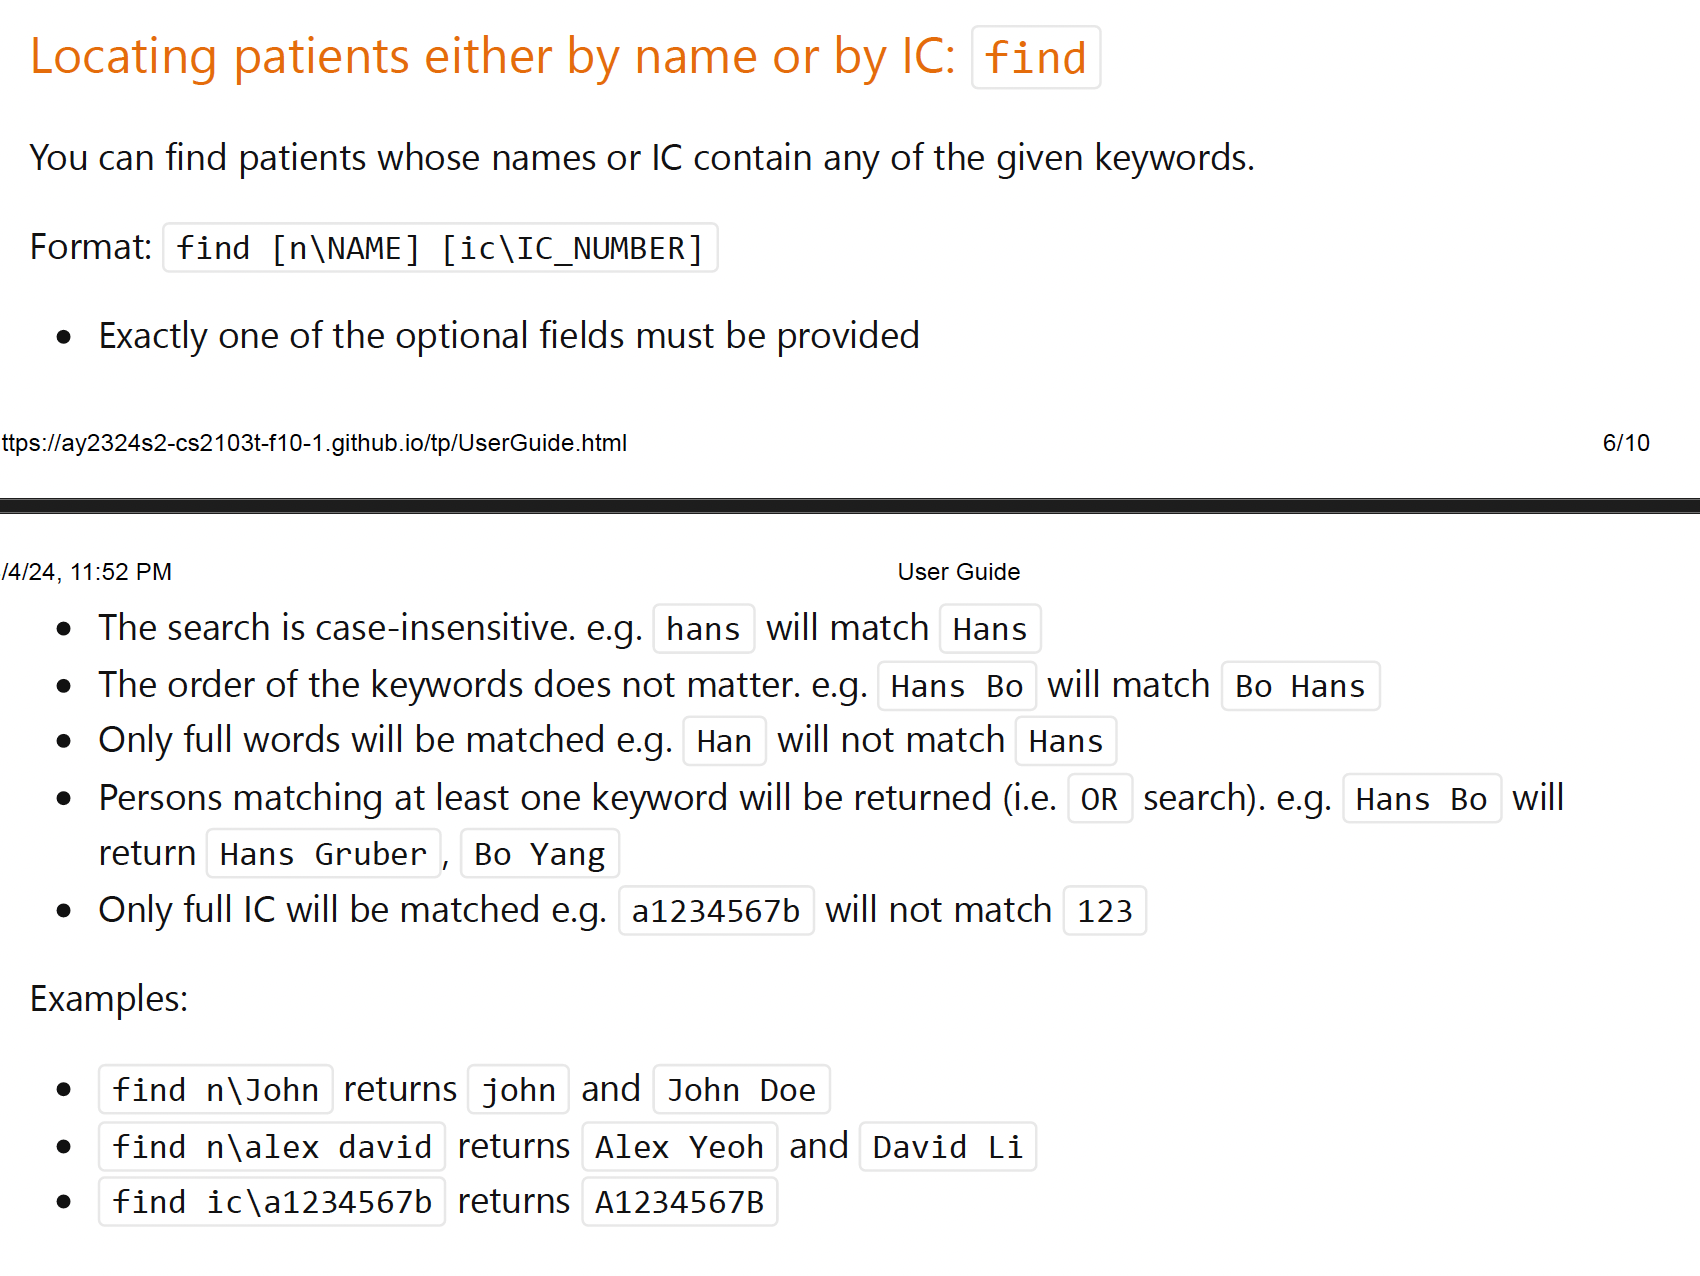 Locating patients either by name or by IC: find
You can find patients whose names or IC contain any of the given keywords.
Format: find [n\NAME] [ic\IC_NUMBER]
• Exactly one of the optional fields must be provided
ttps://ay2324s2-cs2103t-f10-1.github.io/tp/UserGuide.html 6/10
/4/24, 11:52 PM User Guide
• The search is case-insensitive. e.g. hans will match Hans
• The order of the keywords does not matter. e.g. Hans Bo will match Bo Hans
• Only full words will be matched e.g. Han will not match Hans
• Persons matching at least one keyword will be returned (i.e. OR search). e.g. Hans Bo will
return Hans Gruber, Bo Yang
• Only full IC will be matched e.g. a1234567b will not match 123
Examples:
• find n\John returns john and John Doe
• find n\alex david returns Alex Yeoh and David Li
• find ic\a1234567b returns A1234567B